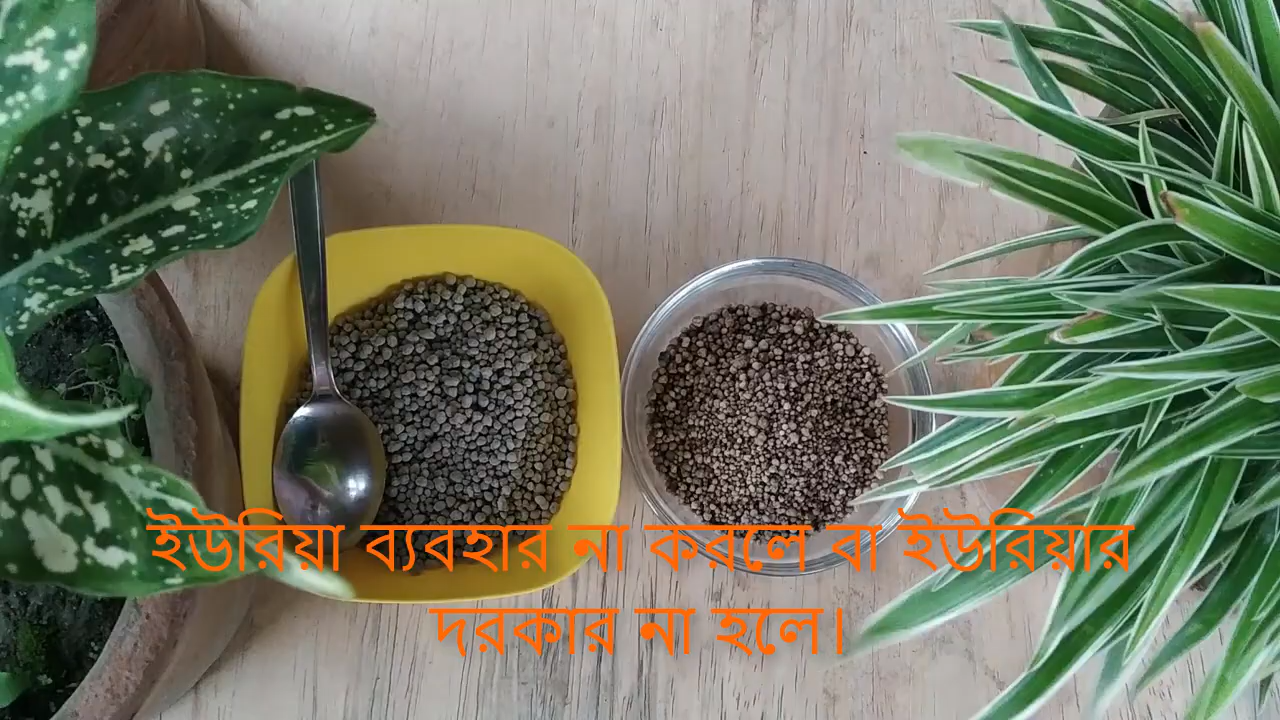 ইউরিয়া ব্যবহার না করলে বা ইউরিয়ার
দরকার না হলে।